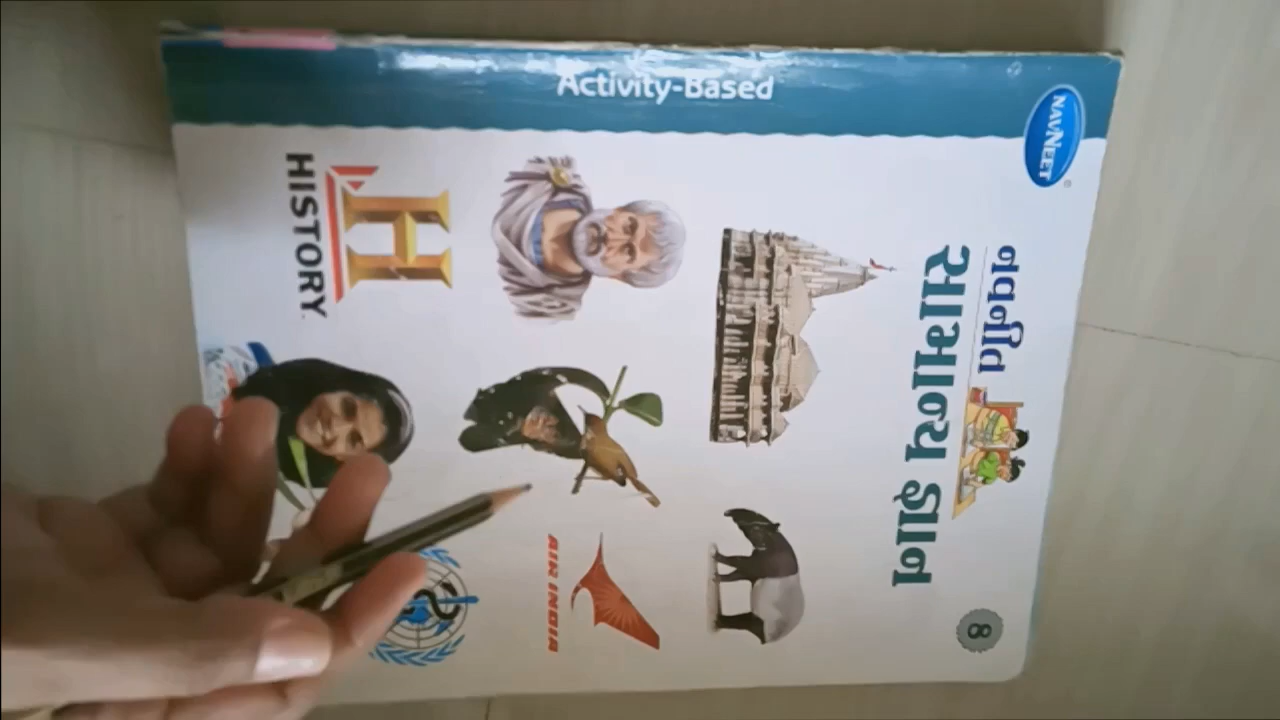 Activity-Based
NAVNEET
નવનીત
સામાન્ય જ્ઞાન
8
HISTORY
AIR INDIA